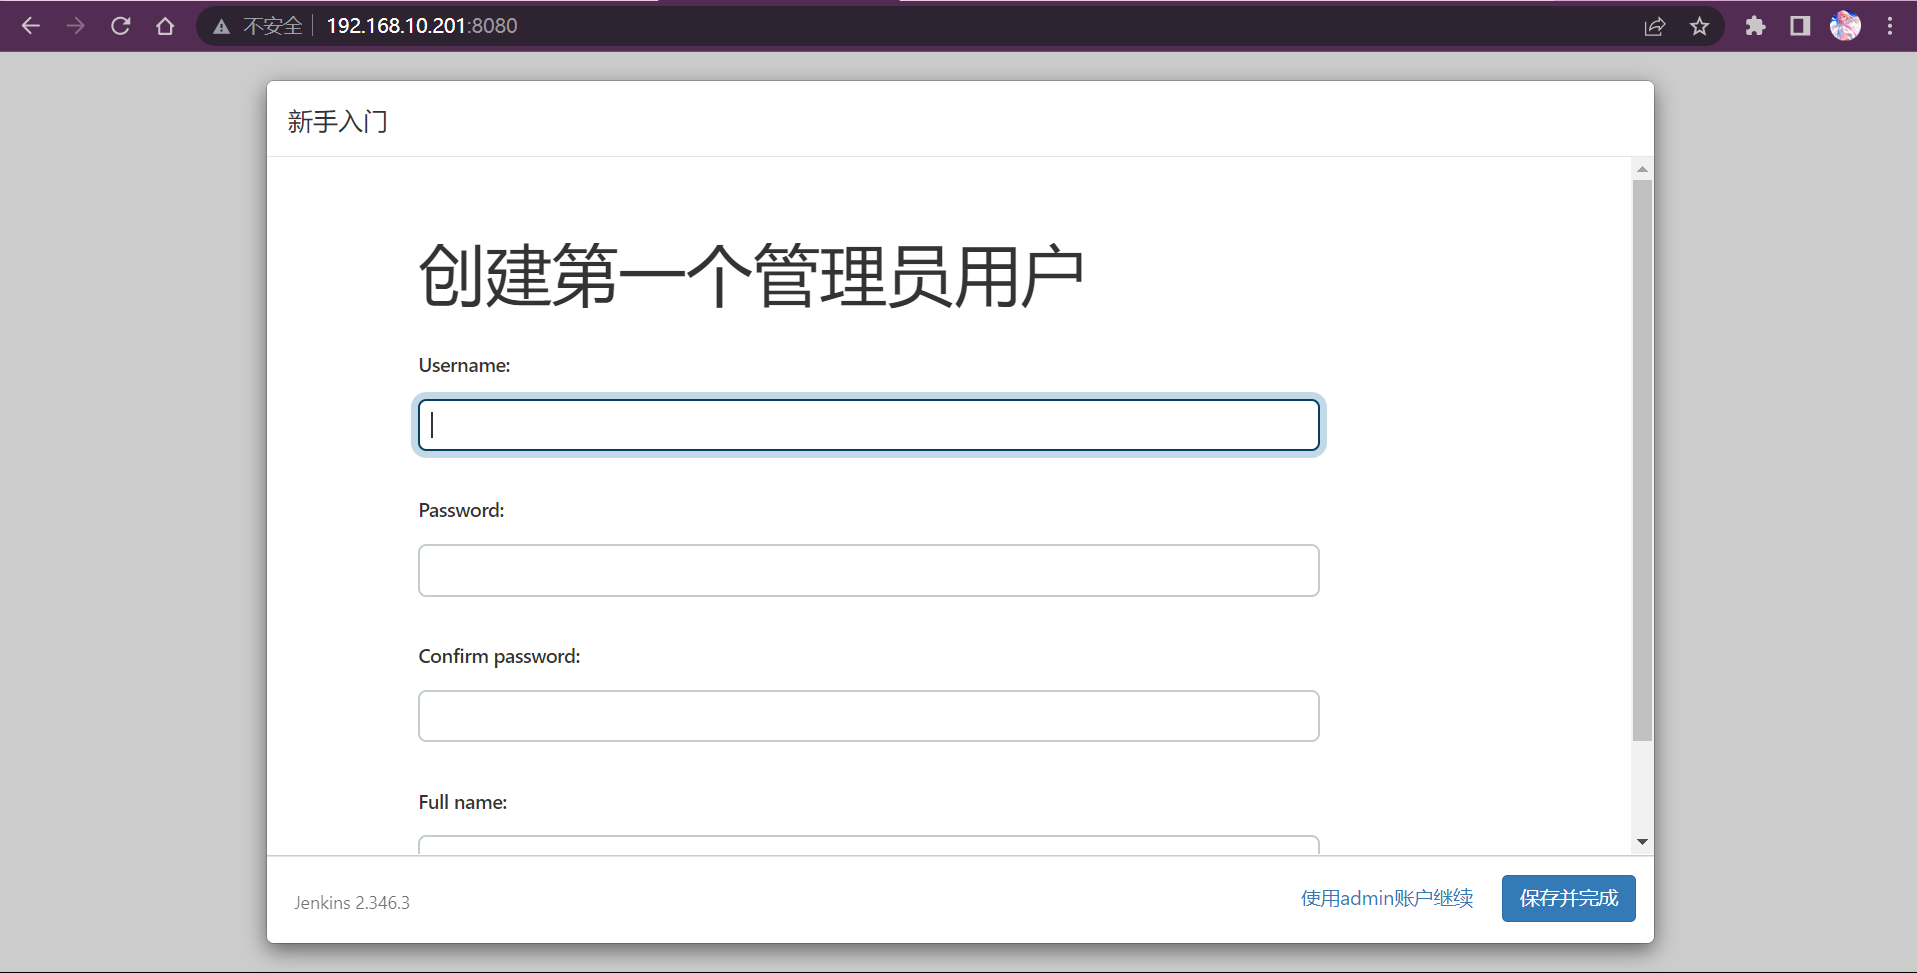 不安全 192.168.10.201:8080
新手入门
创建第一个管理员用户
Username:
Password:
Confirm password:
Full name:
Jenkins 2.346.3
使用admin账户继续
保存并完成